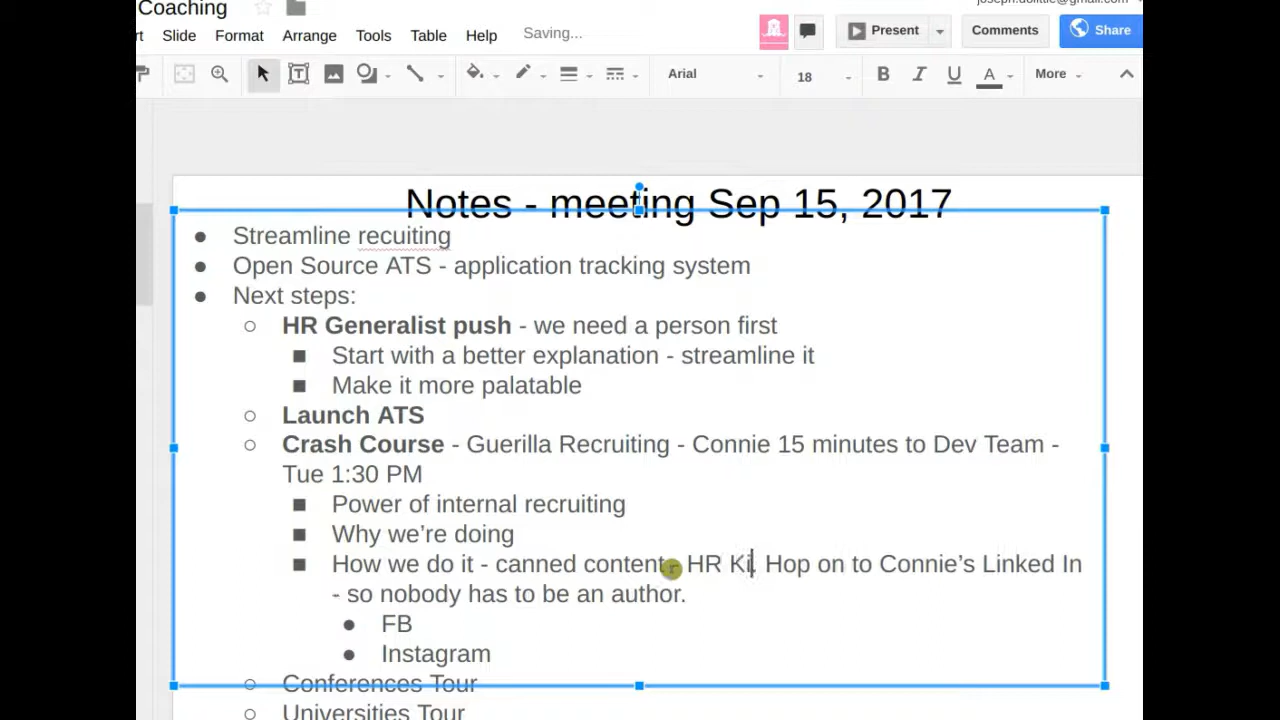 Coaching
joseph.dolittle@gmail.com
rt Slide Format Arrange Tools Table Help Saving... Present Comments Share
Arial 18 B I U A More
Notes - meeting Sep 15, 2017
● Streamline recuiting
● Open Source ATS - application tracking system
● Next steps:
○ HR Generalist push - we need a person first
■ Start with a better explanation - streamline it
■ Make it more palatable
○ Launch ATS
○ Crash Course - Guerilla Recruiting - Connie 15 minutes to Dev Team -
Tue 1:30 PM
■ Power of internal recruiting
■ Why we’re doing
■ How we do it - canned content - HR Ki, Hop on to Connie’s Linked In
- so nobody has to be an author.
● FB
● Instagram
○ Conferences Tour
Universities Tour